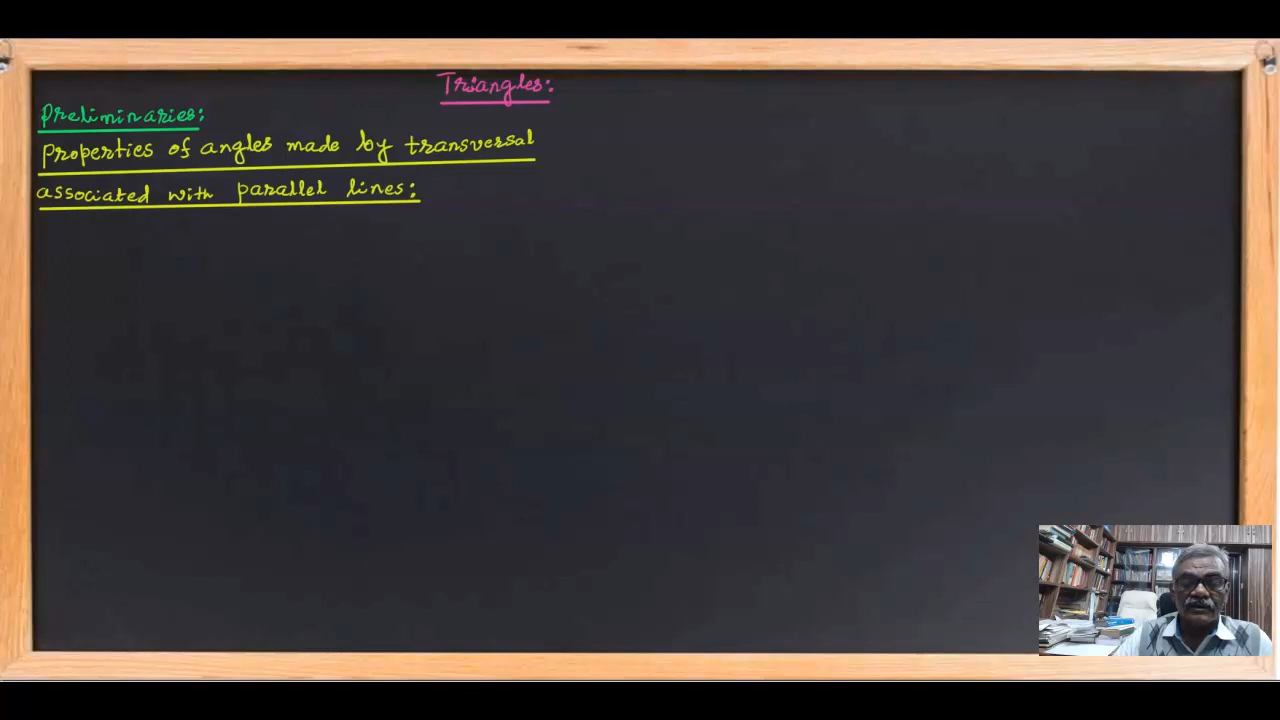 Triangles:
Preliminaries:
Properties of angles made by transversal
associated with parallel lines: